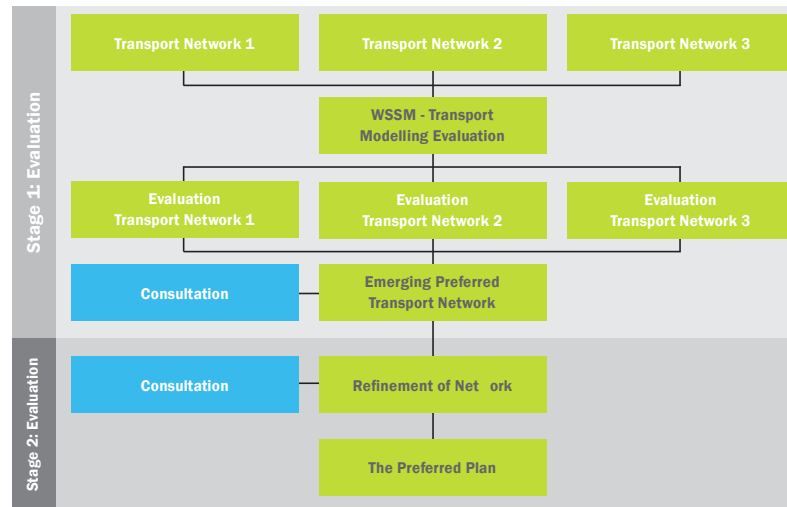 Stage 1: Evaluation
Transport Network 1
Transport Network 2
Transport Network 3
WSSM - Transport
Modelling Evaluation
Evaluation
Transport Network 1
Evaluation
Transport Network 2
Evaluation
Transport Network 3
Consultation
Emerging Preferred
Transport Network
Stage 2: Evaluation
Consultation
Refinement of Net ork
The Preferred Plan